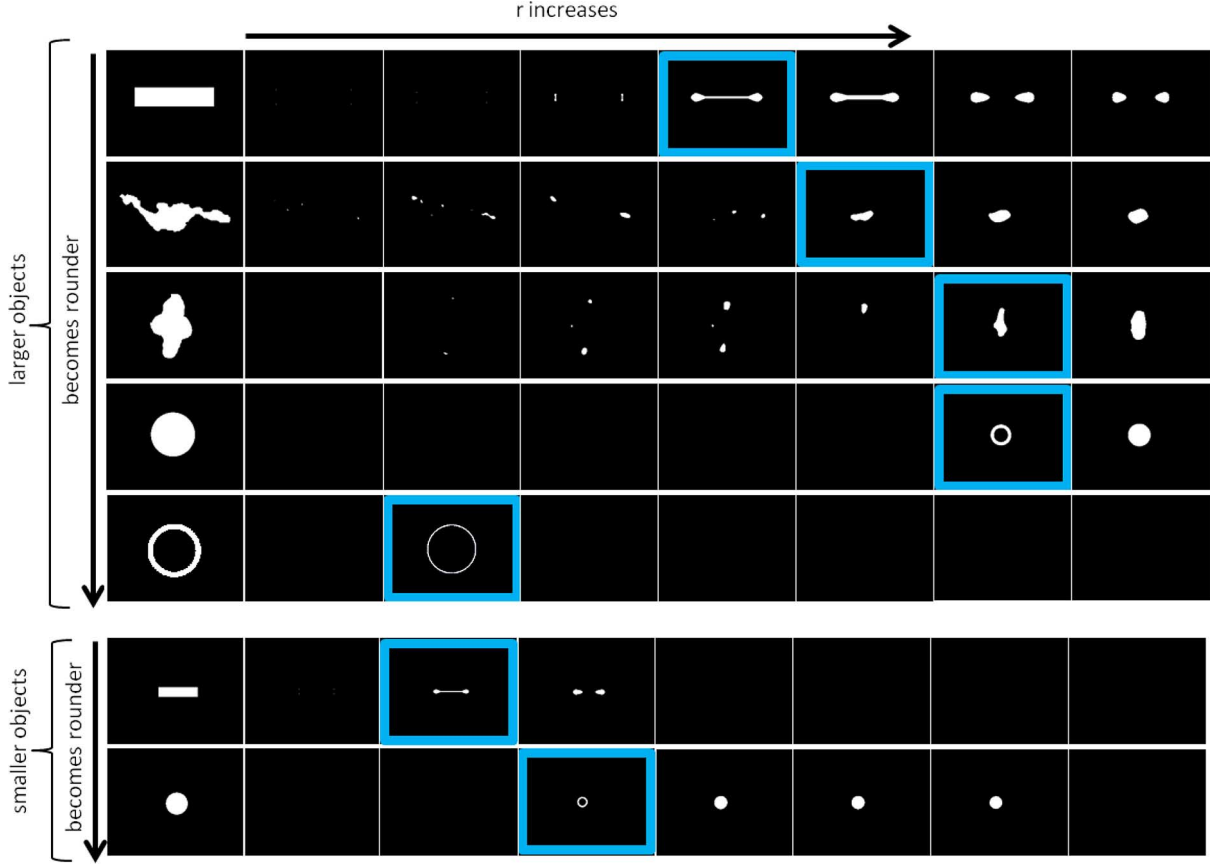 r increases
larger objects
becomes rounder
smaller objects
becomes rounder